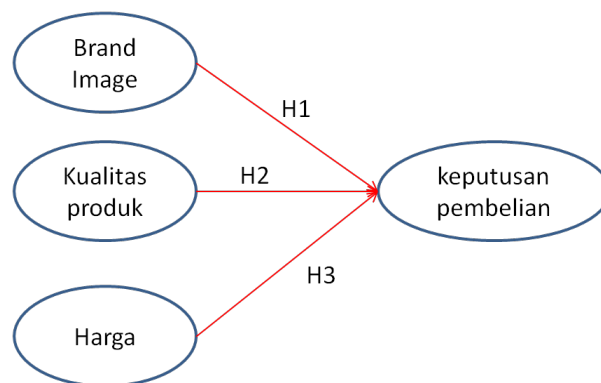 Brand
Image
H1
Kualitas
produk
H2
keputusan
pembelian
H3
Harga